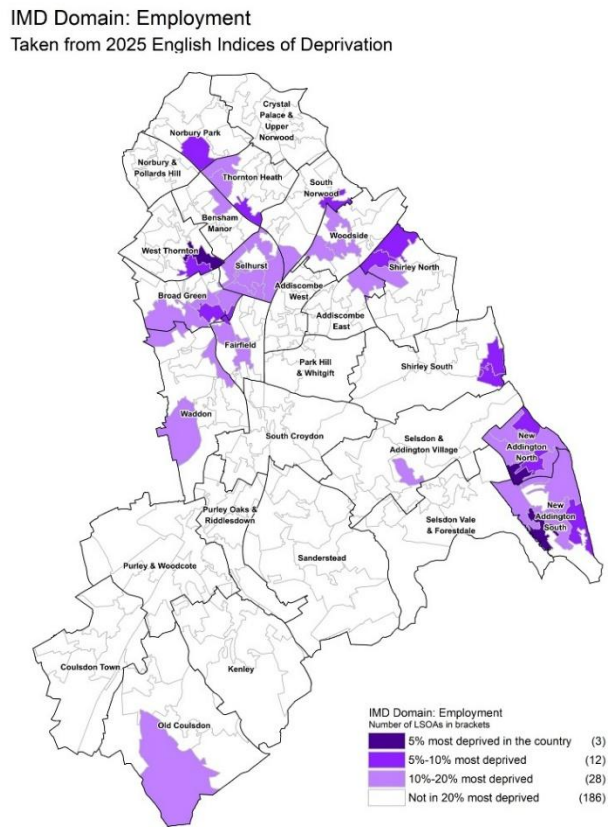 IMD Domain: Employment
Taken from 2025 English Indices of Deprivation
Crystal
Palace &
Upper
Norwood
Norbury Park
Norbury &
Pollards Hill
Thornton Heath
South
Norwood
Bensham
Manor
Woodside
West Thornton
Selhurst
Shirley North
Broad Green
Addiscombe
West
Addiscombe
East
Fairfield
Park Hill
& Whitgift
Shirley South
Waddon
South Croydon
Selsdon &
Addington Village
New
Addington
North
New
Addington
South
Purley Oaks &
Riddlesdown
Selsdon Vale
& Forestdale
Sanderstead
Purley & Woodcote
Coulsdon Town
Kenley
Old Coulsdon
IMD Domain: Employment
Number of LSOAs in brackets
5% most deprived in the country (3)
5%-10% most deprived (12)
10%-20% most deprived (28)
Not in 20% most deprived (186)